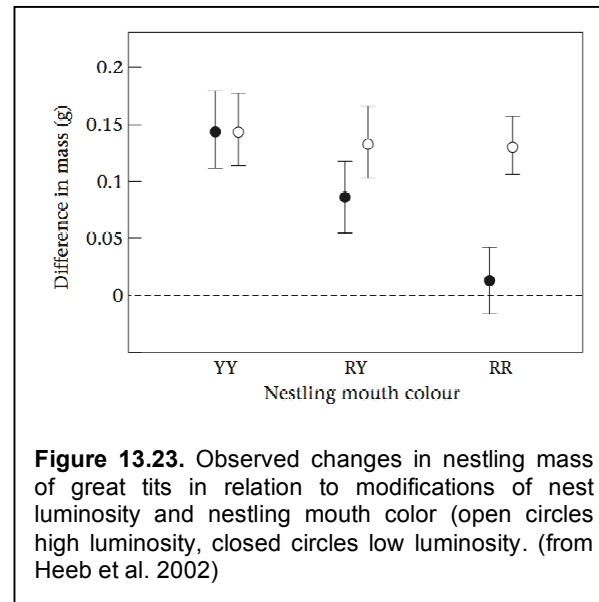 0.2
0.15
0.1
0.05
0
Difference in mass (g)
YY RY RR
Nestling mouth colour
Figure 13.23. Observed changes in nestling mass
of great tits in relation to modifications of nest
luminosity and nestling mouth color (open circles
high luminosity, closed circles low luminosity. (from
Heeb et al. 2002)